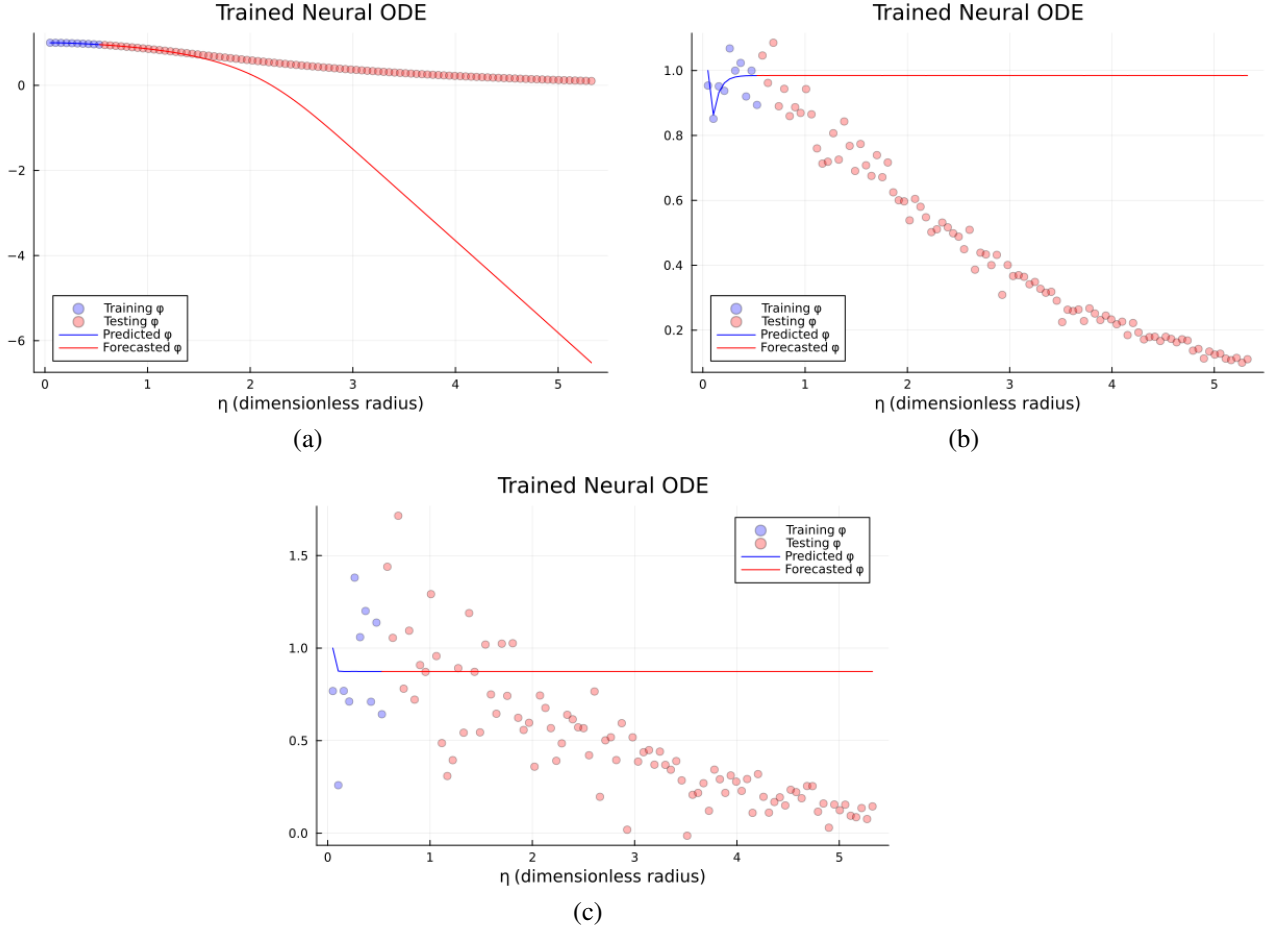 Trained Neural ODE
0
−2
−4
−6
Training φ
Testing φ
Predicted φ
Forecasted φ
0 1 2 3 4 5
η (dimensionless radius)
(a)
Trained Neural ODE
1.0
0.8
0.6
0.4
0.2
Training φ
Testing φ
Predicted φ
Forecasted φ
0 1 2 3 4 5
η (dimensionless radius)
(b)
Trained Neural ODE
Training φ
Testing φ
Predicted φ
Forecasted φ
1.5
1.0
0.5
0.0
0 1 2 3 4 5
η (dimensionless radius)
(c)